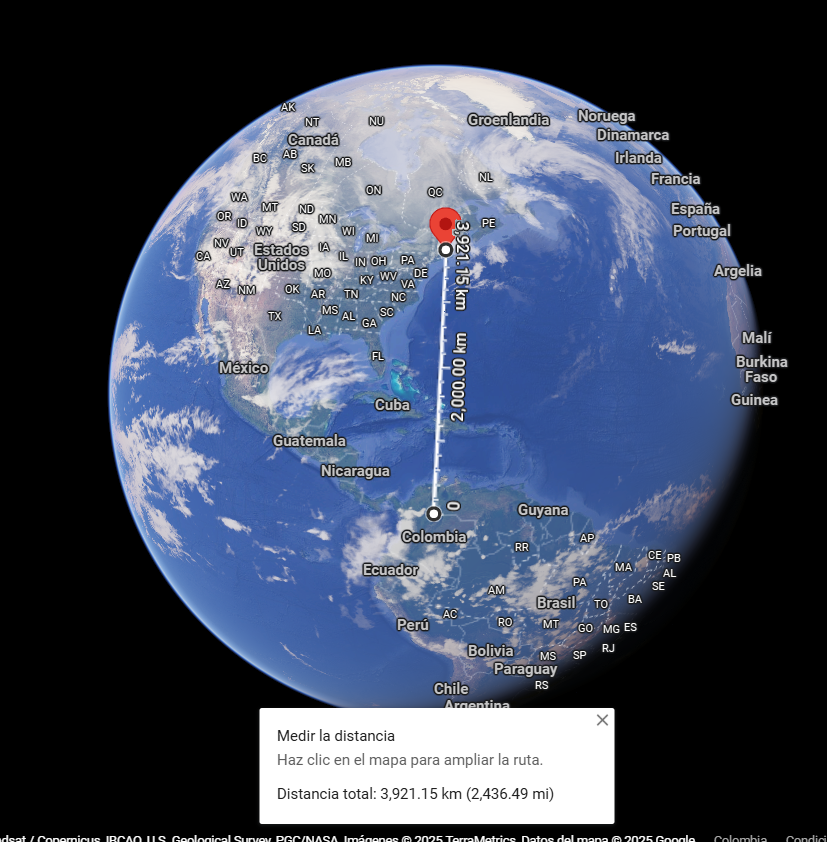 AK
NT
NU
Groenlandia
Noruega
Dinamarca
Canadá
BC
AB
SK
MB
Irlanda
Francia
ON
QC
NL
WA
MT
ND
España
OR
ID
SD
MN
PE
Portugal
WY
WI
MI
NV
UT
CA
Estados
Unidos
IA
IL
IN
OH
PA
DE
Argelia
MO
KY
WV
VA
AZ
NM
OK
AR
TN
NC
3,921.15 km
TX
MS
AL
GA
SC
LA
2,000.00 km
Malí
FL
México
Burkina
Faso
Cuba
Guinea
Guatemala
Nicaragua
0
Guyana
Colombia
RR
AP
CE
PB
Ecuador
MA
AL
PA
SE
AM
Brasil
TO
BA
AC
Perú
RO
MT
GO
MG
ES
Bolivia
MS
SP
RJ
Paraguay
Chile
RS
Argentina
Medir la distancia
Haz clic en el mapa para ampliar la ruta.
Distancia total: 3,921.15 km (2,436.49 mi)
ndsat / Copernicus, IBCAO, U.S. Geological Survey, PGC/NASA, Imágenes © 2025 TerraMetrics, Datos del mapa © 2025 Google Colombia Condici